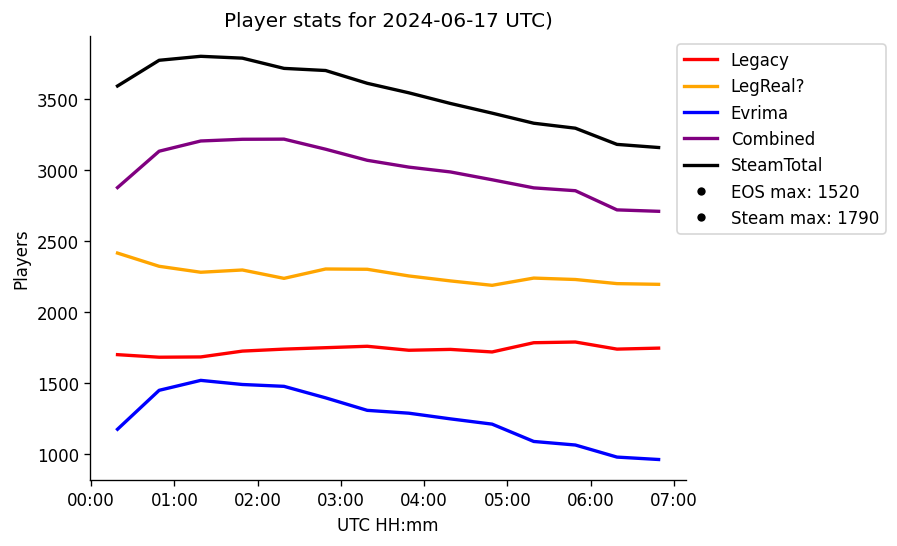 Player stats for 2024-06-17 UTC)
Legacy
LegReal?
Evrima
Combined
SteamTotal
EOS max: 1520
Steam max: 1790
Players
3500
3000
2500
2000
1500
1000
00:00 01:00 02:00 03:00 04:00 05:00 06:00 07:00
UTC HH:mm